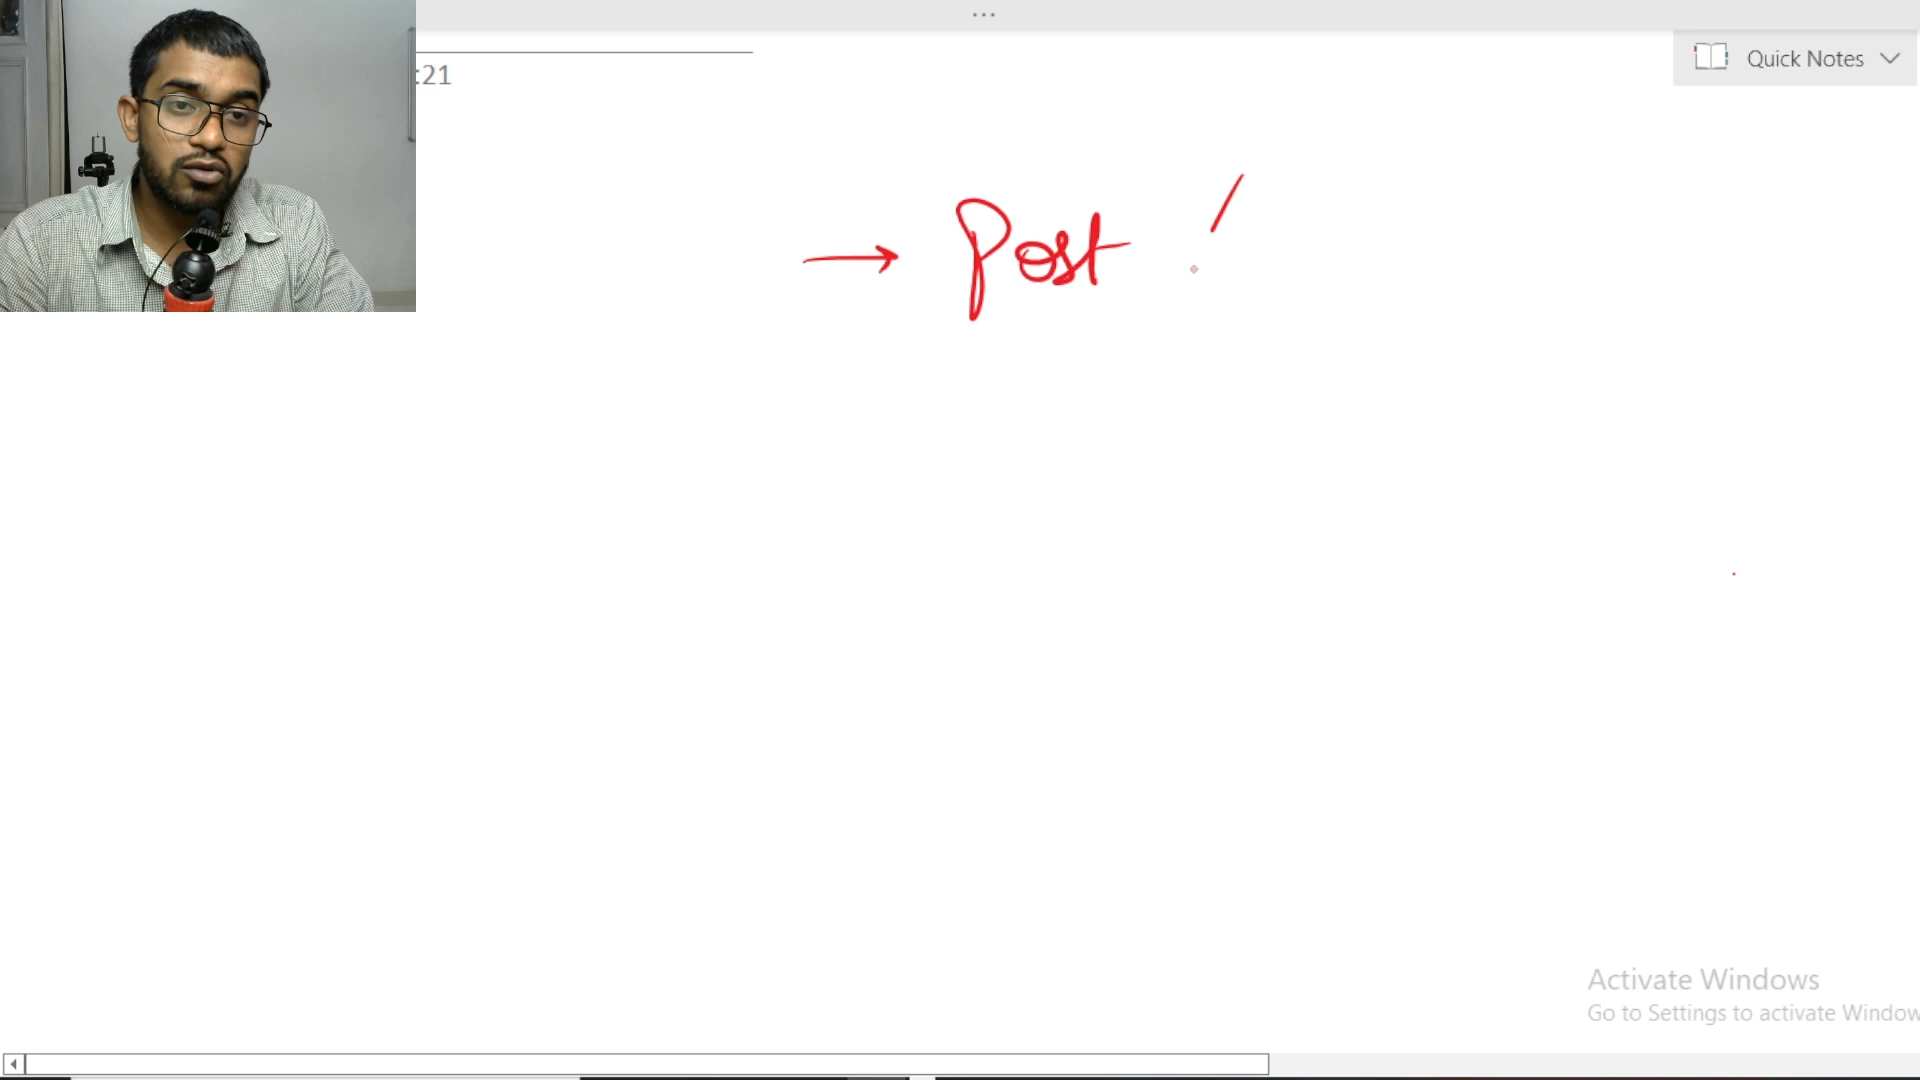 ...
Quick Notes
:21
→ Post
Activate Windows
Go to Settings to activate Window